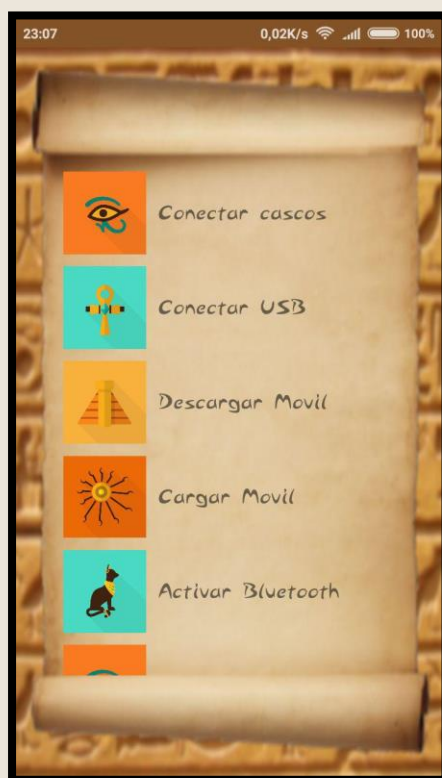 23:07 0,02K/s 100%
Conectar cascos
Conectar USB
Descargar Movil
Cargar Movil
Activar Bluetooth